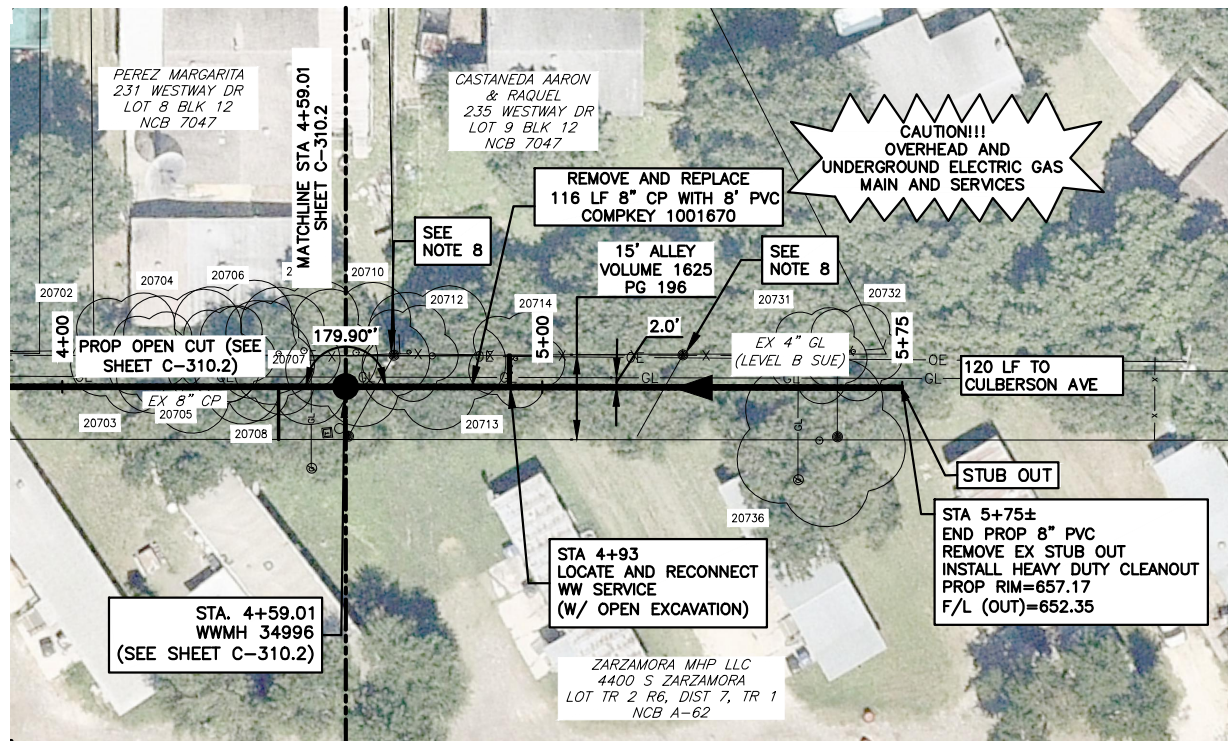 PEREZ MARGARITA
231 WESTWAY DR
LOT 8 BLK 12
NCB 7047
MATCHLINE STA 4+59.01
SHEET C-310.2
CASTANEDA AARON
& RAQUEL
235 WESTWAY DR
LOT 9 BLK 12
NCB 7047
CAUTION!!!
OVERHEAD AND
UNDERGROUND ELECTRIC GAS
MAIN AND SERVICES
REMOVE AND REPLACE
116 LF 8" CP WITH 8' PVC
COMPKEY 1001670
SEE
NOTE 8
15' ALLEY
VOLUME 1625
PG 196
SEE
NOTE 8
20702
20704
20706
20710
20712
20714
20731
20732
4+00
PROP OPEN CUT (SEE
SHEET C-310.2)
20707
179.90°'
5+00
2.0'
EX 4" GL
(LEVEL B SUE)
5+75
OE
OE
OE
GL
GL
GL
GL
GL
GL
120 LF TO
CULBERSON AVE
EX 8" CP
20703
20705
20708
20713
20736
STUB OUT
STA 5+75±
END PROP 8" PVC
REMOVE EX STUB OUT
INSTALL HEAVY DUTY CLEANOUT
PROP RIM=657.17
F/L (OUT)=652.35
STA 4+93
LOCATE AND RECONNECT
WW SERVICE
(W/ OPEN EXCAVATION)
STA. 4+59.01
WWMH 34996
(SEE SHEET C-310.2)
ZARZAMORA MHP LLC
4400 S ZARZAMORA
LOT TR 2 R6, DIST 7, TR 1
NCB A-62